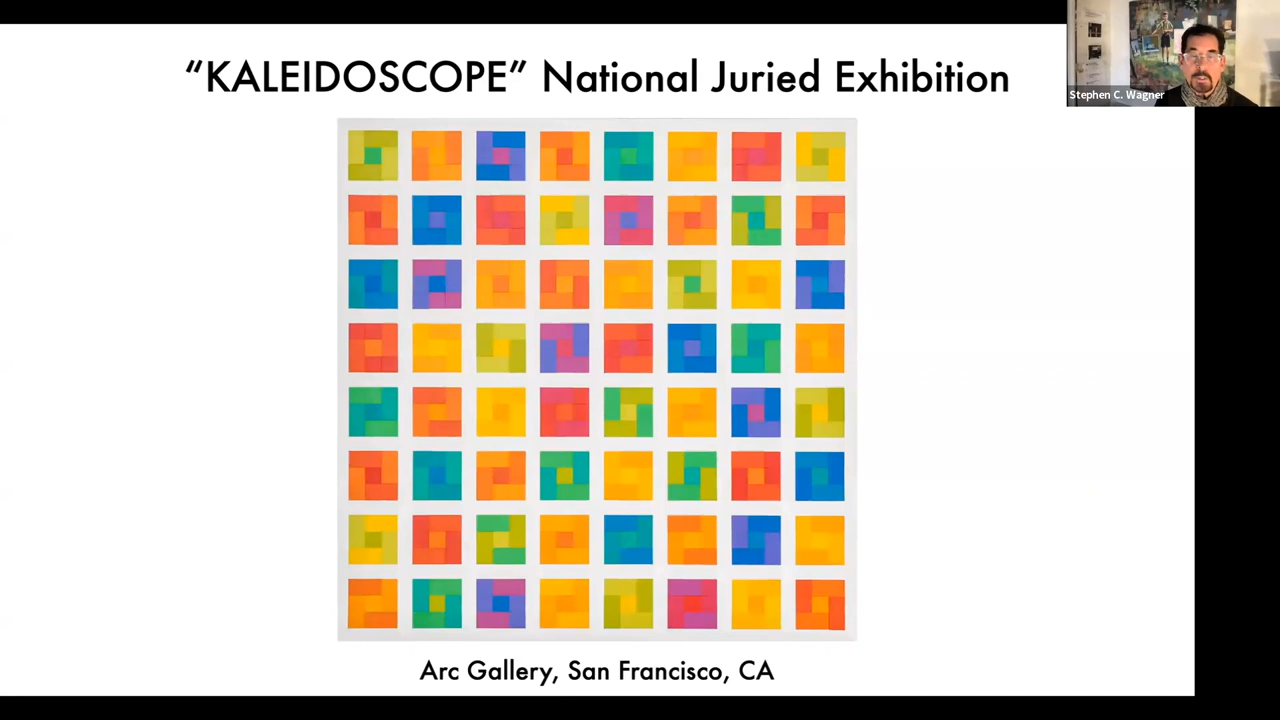 “KALEIDOSCOPE” National Juried Exhibition
Stephen C. Wagner
Arc Gallery, San Francisco, CA